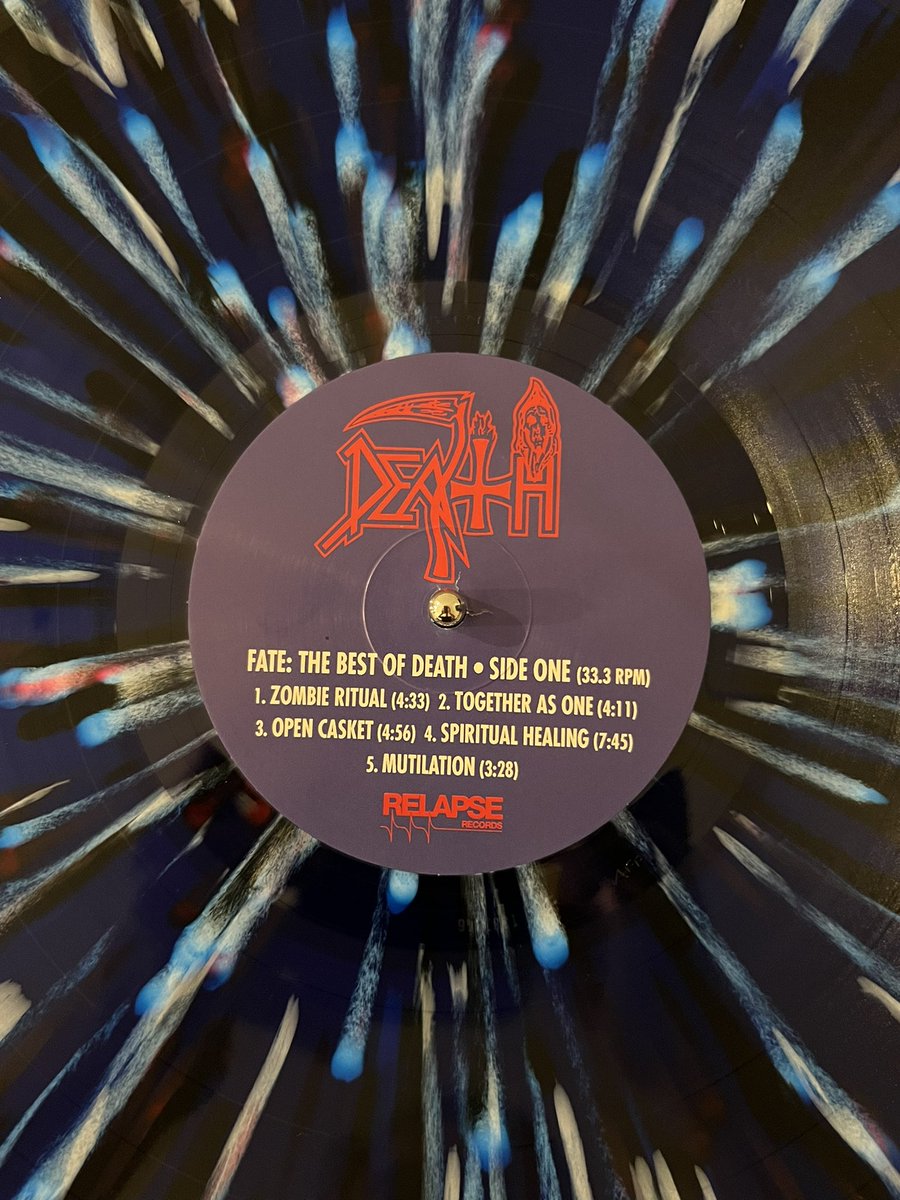 DEATH
FATE: THE BEST OF DEATH • SIDE ONE (33.3 RPM)
1. ZOMBIE RITUAL (4:33) 2. TOGETHER AS ONE (4:11)
3. OPEN CASKET (4:56) 4. SPIRITUAL HEALING (7:45)
5. MUTILATION (3:28)
RELAPSE
RECORDS